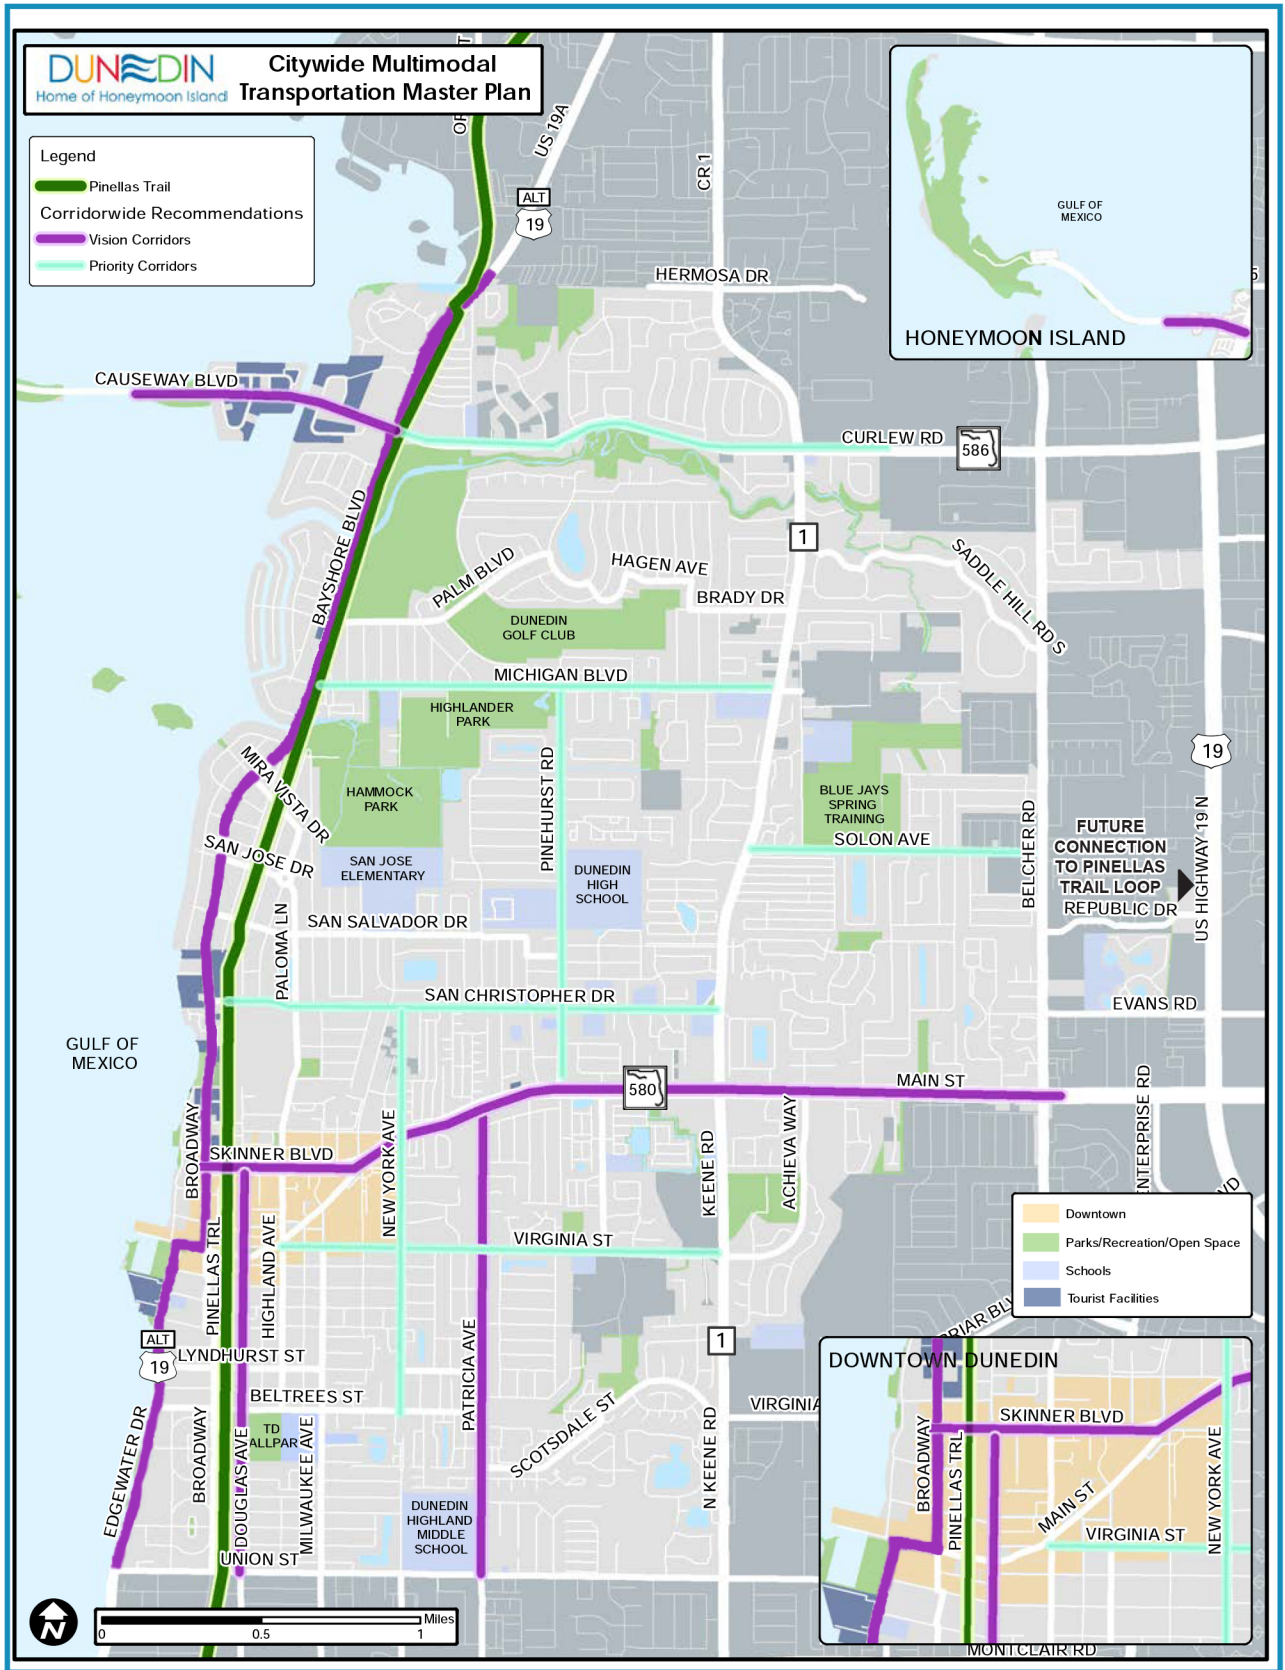 DUNEDIN
Home of Honeymoon Island
Citywide Multimodal
Transportation Master Plan
Legend
Pinellas Trail
Corridorwide Recommendations
Vision Corridors
Priority Corridors
US 19A
ALT
19
CR 1
HERMOSA DR
GULF OF
MEXICO
HONEYMOON ISLAND
CAUSEWAY BLVD
CURLEW RD
586
BAYSHORE BLVD
1
PALM BLVD
HAGEN AVE
BRADY DR
SADDLE HILL RD S
DUNEDIN
GOLF CLUB
MICHIGAN BLVD
HIGHLANDER
PARK
MIRA VISTA DR
PINEHURST RD
19
HAMMOCK
PARK
BLUE JAYS
SPRING
TRAINING
SOLON AVE
BELCHER RD
FUTURE
CONNECTION
TO PINELLAS
TRAIL LOOP
US HIGHWAY 19 N
SAN JOSE DR
SAN JOSE
ELEMENTARY
DUNEDIN
HIGH
SCHOOL
REPUBLIC DR
PALOMA LN
SAN SALVADOR DR
SAN CHRISTOPHER DR
EVANS RD
GULF OF
MEXICO
580
MAIN ST
ENTERPRISE RD
BROADWAY
SKINNER BLVD
NEW YORK AVE
KEENE RD
ACHIEVA WAY
Downtown
Parks/Recreation/Open Space
Schools
Tourist Facilities
PINELLAS TRL
HIGHLAND AVE
VIRGINIA ST
ALT
19
LYNDHURST ST
PATRICIA AVE
1
BELTREES ST
VIRGINIA
SCOTSDALE ST
EDGEWATER DR
BROADWAY
DOUGLAS AVE
TD
ALLPAR
MILWAUKEE AVE
N KEENE RD
DUNEDIN
HIGHLAND
MIDDLE
SCHOOL
UNION ST
DOWNTOWN DUNEDIN
SKINNER BLVD
BROADWAY
PINELLAS TRL
MAIN ST
VIRGINIA ST
NEW YORK AVE
MONTCLAIR RD
N
0
0.5
1
Miles